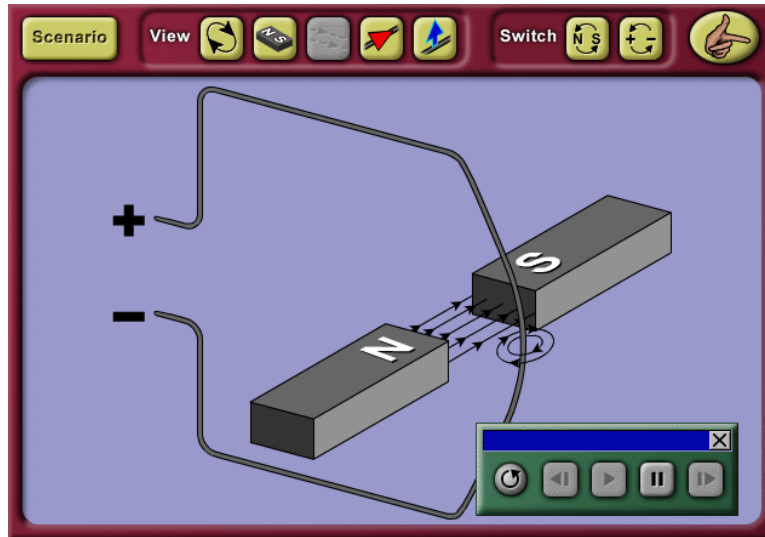 Scenario
View
N S
Switch
N S
+ -
+
−
S
N